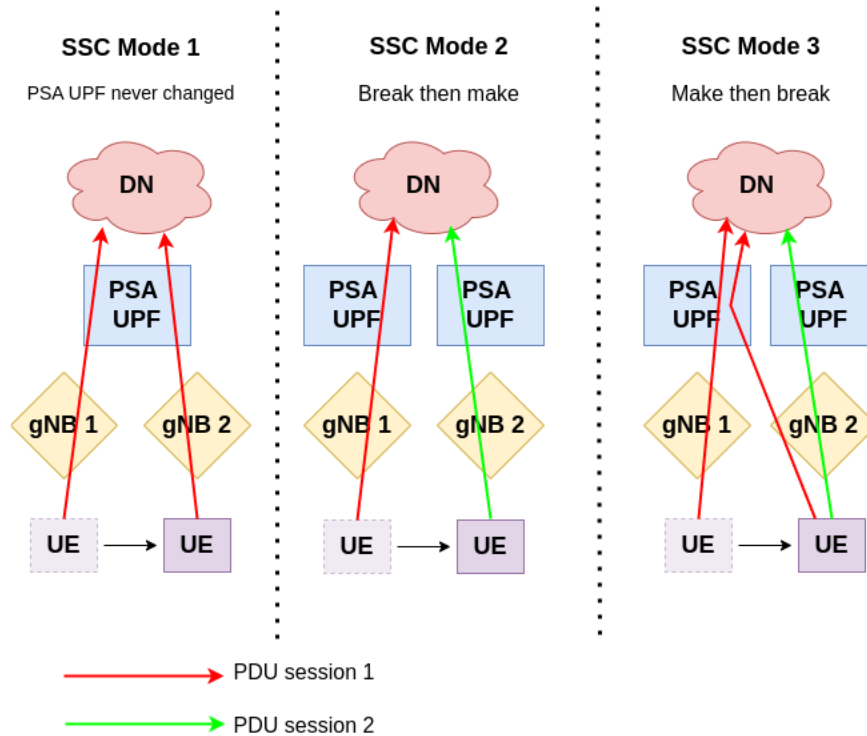 SSC Mode 1
PSA UPF never changed
DN
PSA
UPF
gNB 1
gNB 2
UE
UE
SSC Mode 2
Break then make
DN
PSA
UPF
PSA
UPF
gNB 1
gNB 2
UE
UE
SSC Mode 3
Make then break
DN
PSA
UPF
PSA
UPF
gNB 1
gNB 2
UE
UE
PDU session 1
PDU session 2